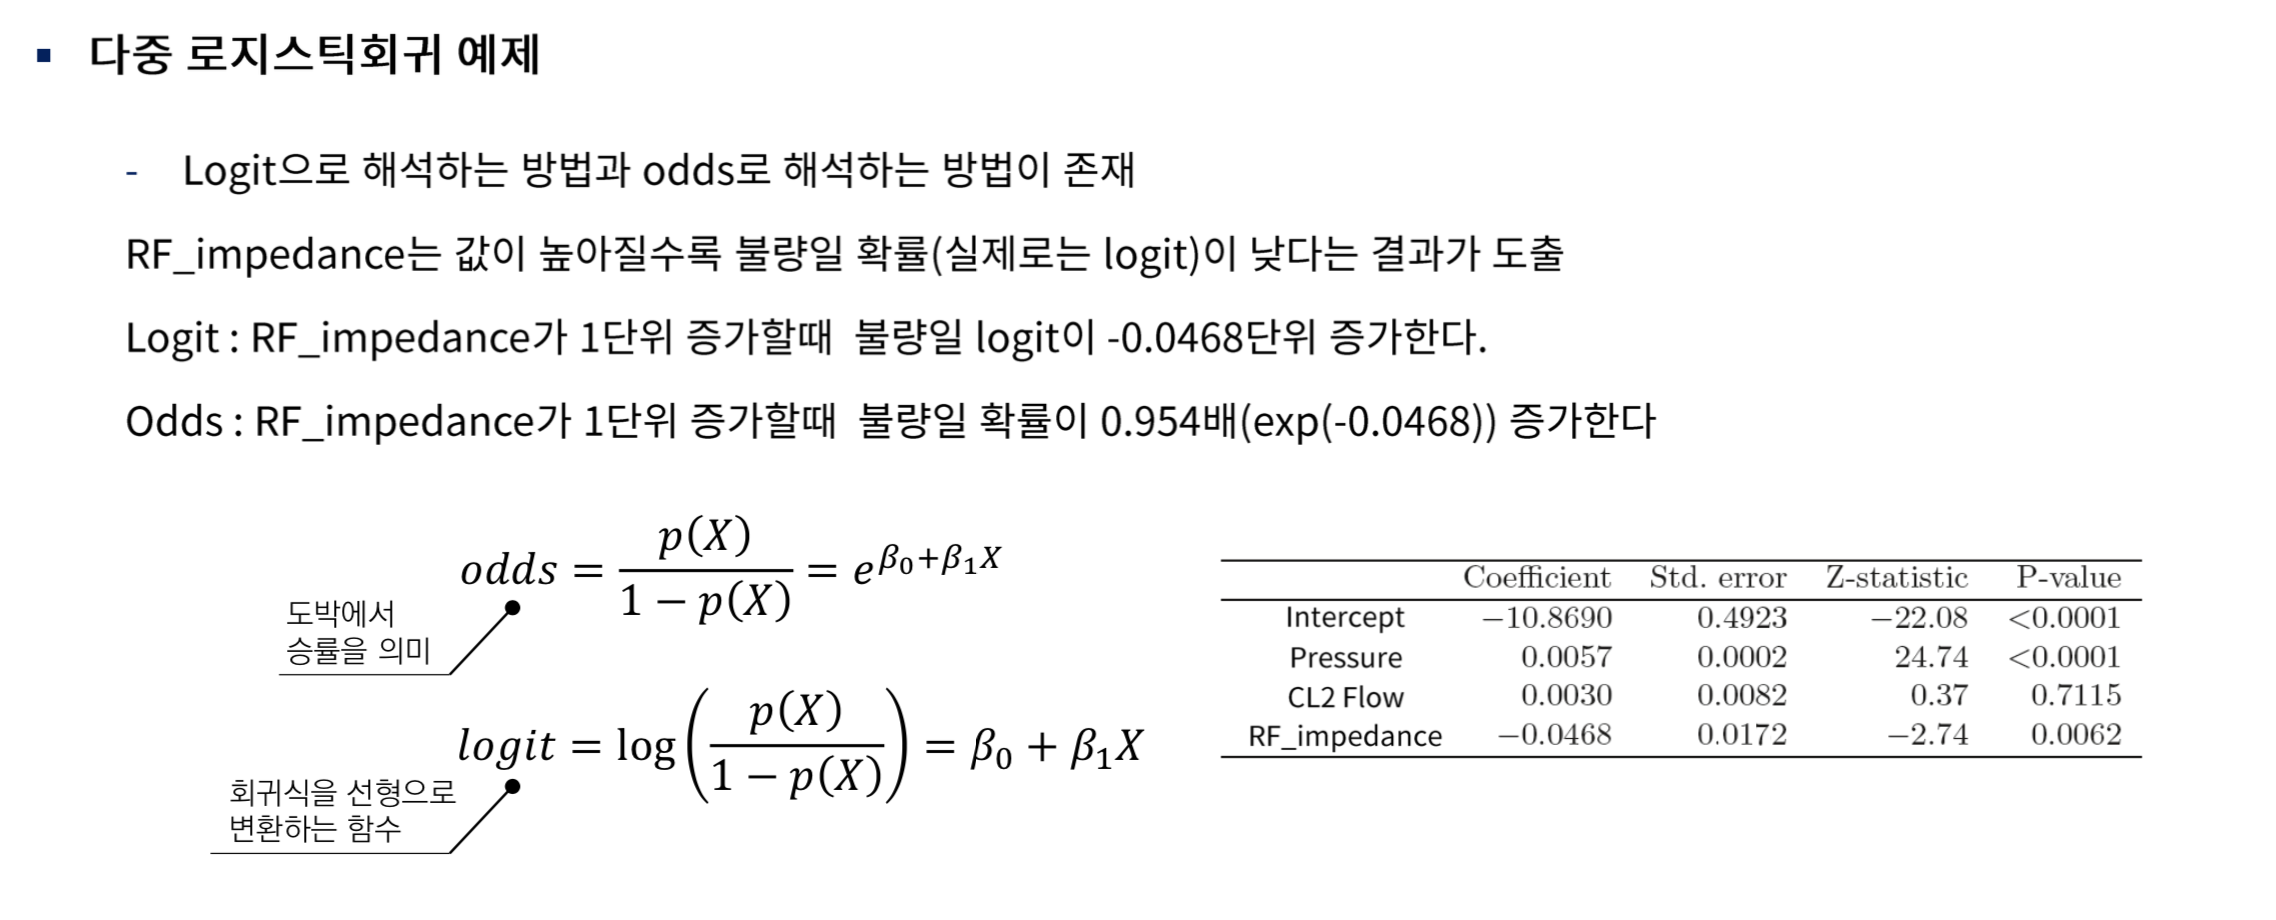 ▪ 다중 로지스틱회귀 예제
- Logit으로 해석하는 방법과 odds로 해석하는 방법이 존재
RF_impedance는 값이 높아질수록 불량일 확률(실제로는 logit)이 낮다는 결과가 도출
Logit : RF_impedance가 1단위 증가할때 불량일 logit이 -0.0468단위 증가한다.
Odds : RF_impedance가 1단위 증가할때 불량일 확률이 0.954배(exp(-0.0468)) 증가한다
odds = p(X) / (1 − p(X)) = e^{β₀+β₁X}
도박에서
승률을 의미
logit = log( p(X) / (1 − p(X)) ) = β₀ + β₁X
회귀식을 선형으로
변환하는 함수
Coefficient Std. error Z-statistic P-value
Intercept −10.8690 0.4923 −22.08 <0.0001
Pressure 0.0057 0.0002 24.74 <0.0001
CL2 Flow 0.0030 0.0082 0.37 0.7115
RF_impedance −0.0468 0.0172 −2.74 0.0062